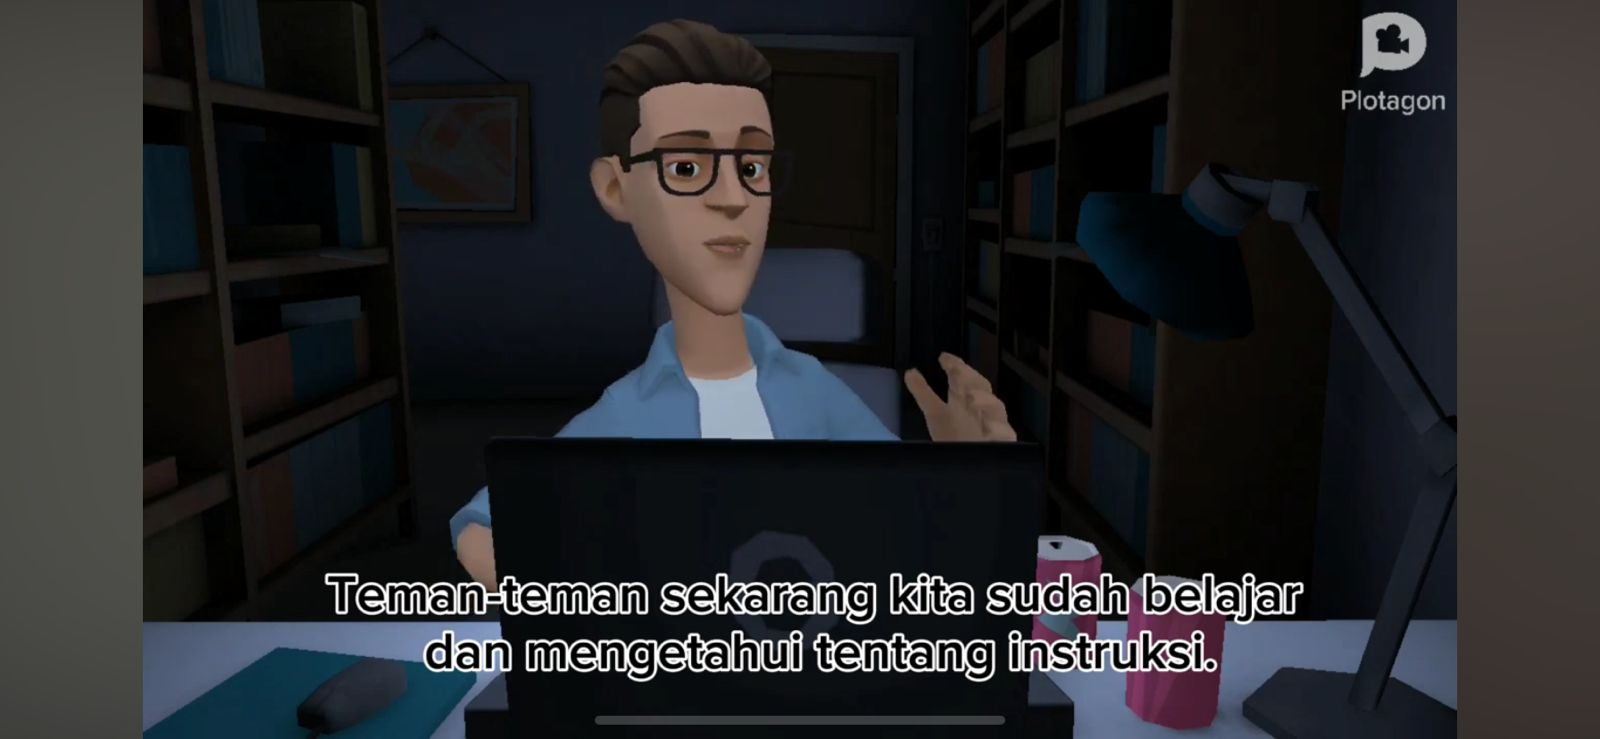 Plotagon
Teman-teman sekarang kita sudah belajar
dan mengetahui tentang instruksi.